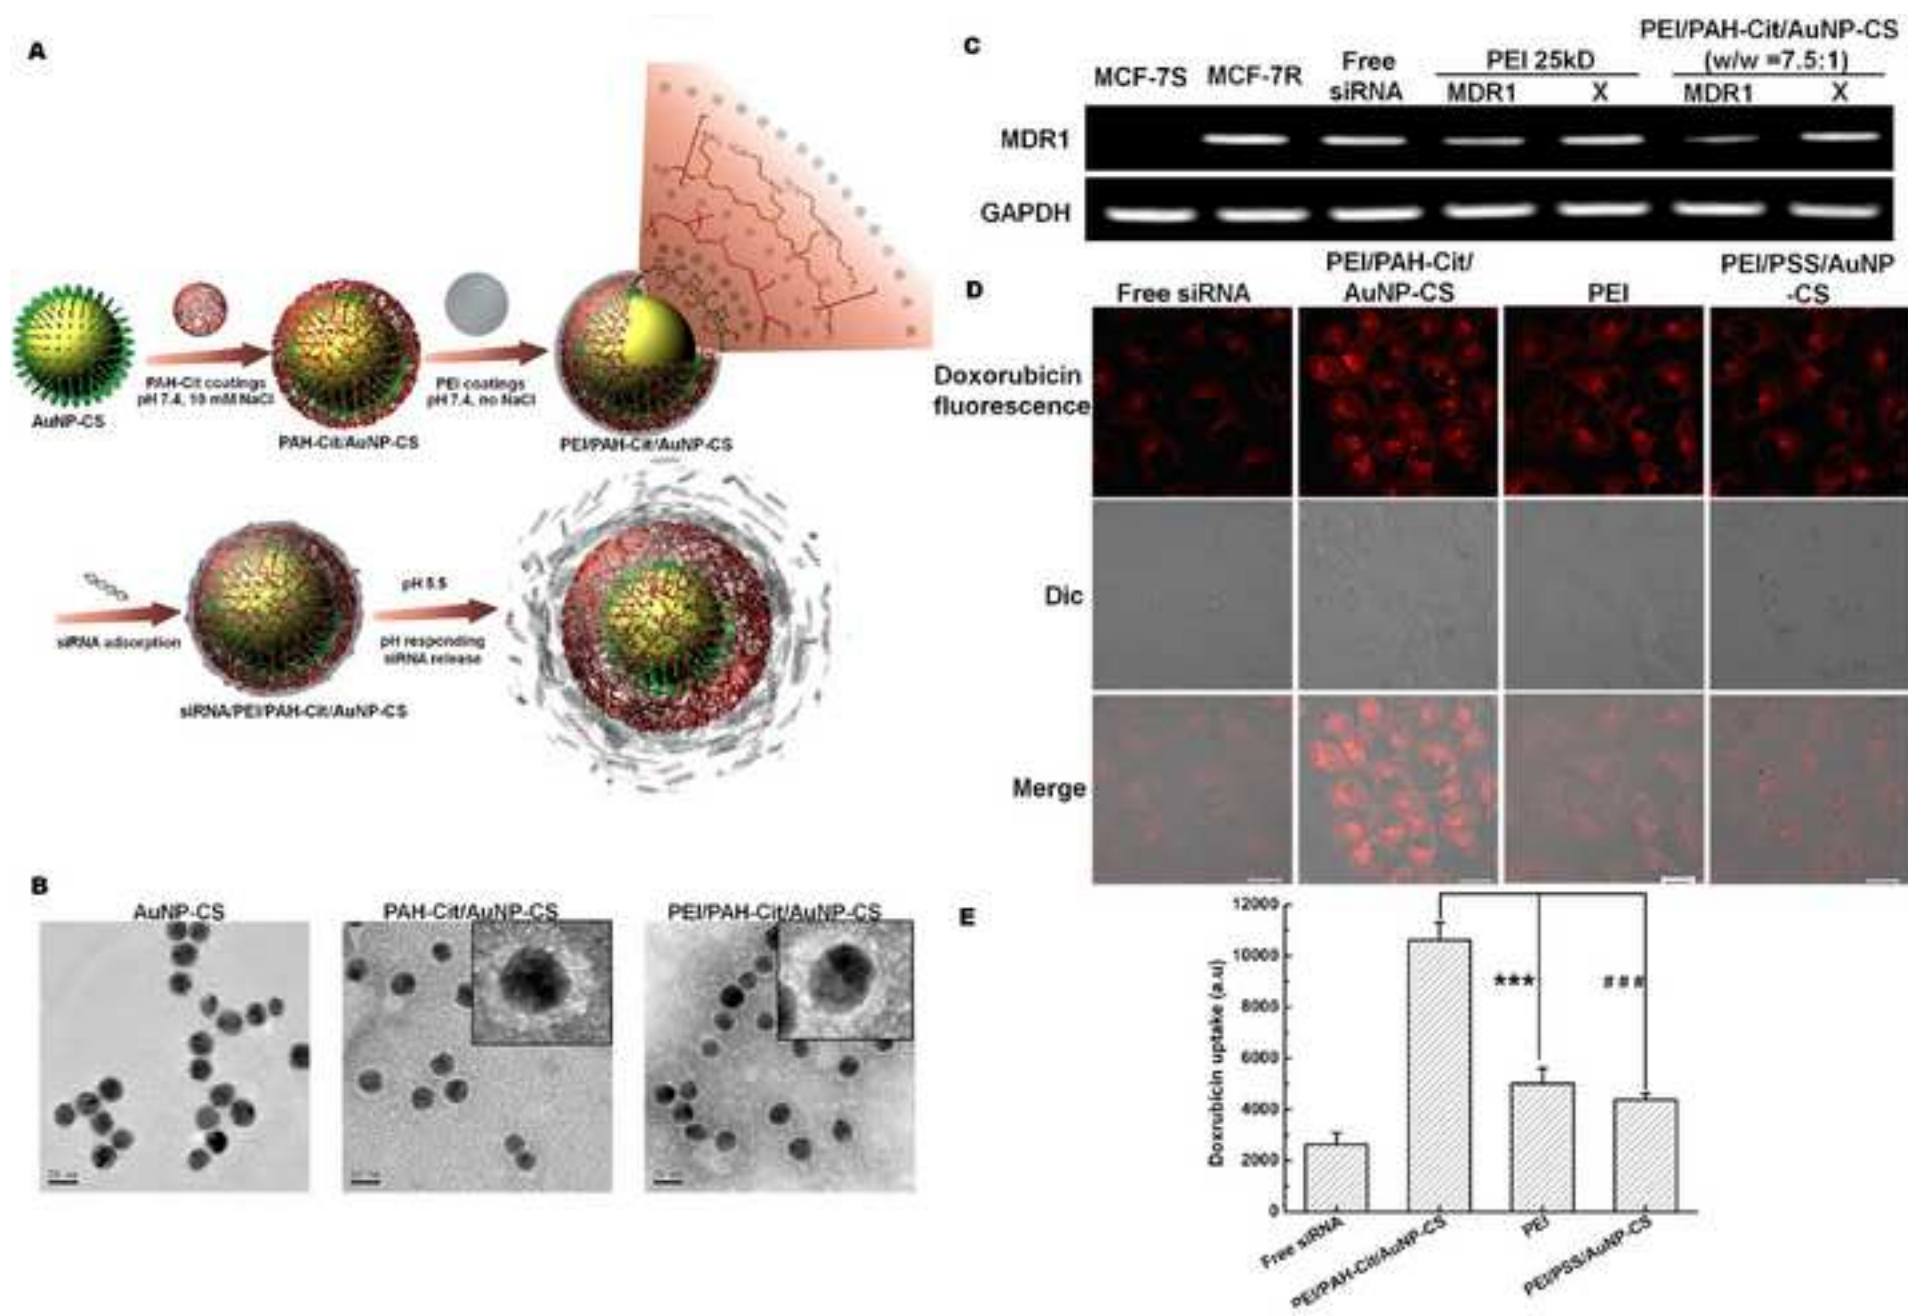 A
AuNP-CS
PAH-Cit coatings
pH 7.4, 10 mM NaCl
PAH-Cit/AuNP-CS
PEI coatings
pH 7.4, no NaCl
PEI/PAH-Cit/AuNP-CS
siRNA adsorption
siRNA/PEI/PAH-Cit/AuNP-CS
pH 5.5
pH responding
siRNA release
B
AuNP-CS
PAH-Cit/AuNP-CS
PEI/PAH-Cit/AuNP-CS
C
MCF-7S
MCF-7R
Free
siRNA
PEI 25kD
MDR1
X
PEI/PAH-Cit/AuNP-CS
(w/w =7.5:1)
MDR1
X
MDR1
GAPDH
D
Free siRNA
PEI/PAH-Cit/
AuNP-CS
PEI
PEI/PSS/AuNP
-CS
Doxorubicin
fluorescence
Dic
Merge
E
Doxrubicin uptake (a.u)
12000
10000
8000
6000
4000
2000
0
***
###
Free siRNA
PEI/PAH-Cit/AuNP-CS
PEI
PEI/PSS/AuNP-CS